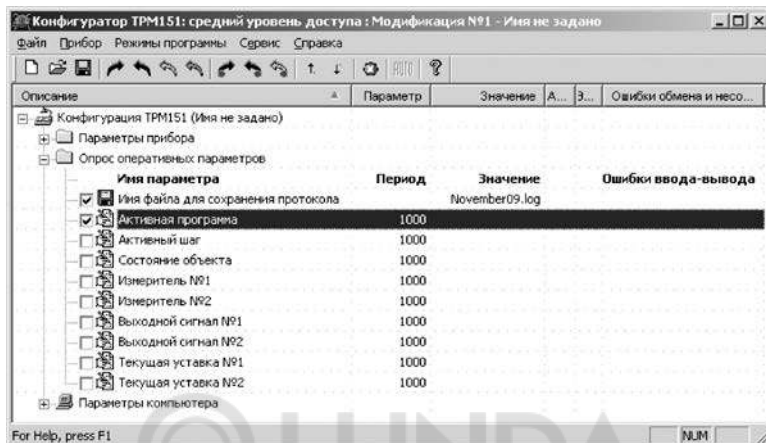 Конфигуратор ТРМ151: средний уровень доступа : Модификация №1 - Имя не задано
Файл Прибор Режимы программы Сервис Справка
Описание Параметр Значение А... Э... Ошибки обмена и несо...
Конфигурация ТРМ151 (Имя не задано)
Параметры прибора
Опрос оперативных параметров
Имя параметра Период Значение Ошибки ввода-вывода
Имя файла для сохранения протокола November09.log
Активная программа 1000
Активный шаг 1000
Состояние объекта 1000
Измеритель №1 1000
Измеритель №2 1000
Выходной сигнал №1 1000
Выходной сигнал №2 1000
Текущая уставка №1 1000
Текущая уставка №2 1000
Параметры компьютера
For Help, press F1 NUM